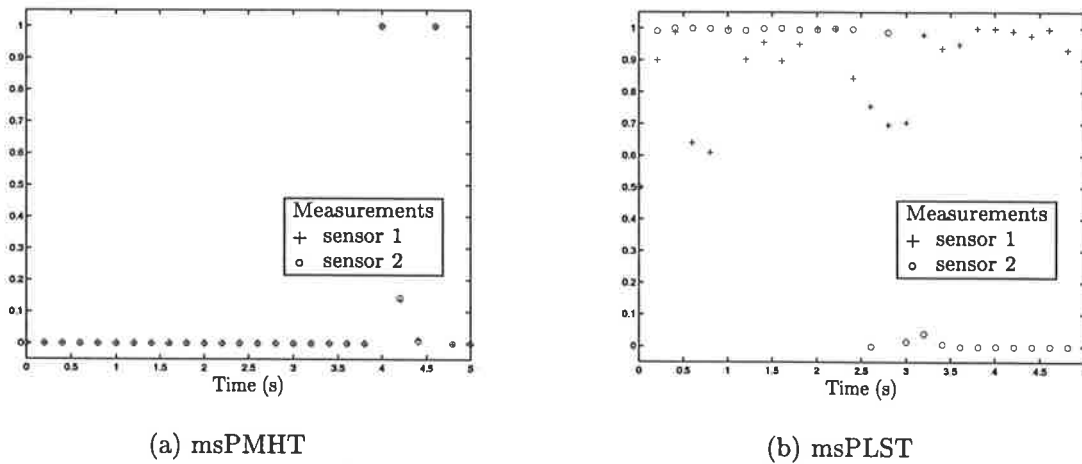 1
0.9
0.8
0.7
0.6
0.5
0.4
0.3
0.2
0.1
0
0 0.5 1 1.5 2 2.5 3 3.5 4 4.5 5
Time (s)
Measurements
+ sensor 1
o sensor 2
(a) msPMHT
1
0.9
0.8
0.7
0.6
0.5
0.4
0.3
0.2
0.1
0
0 0.5 1 1.5 2 2.5 3 3.5 4 4.5
Time (s)
Measurements
+ sensor 1
o sensor 2
(b) msPLST